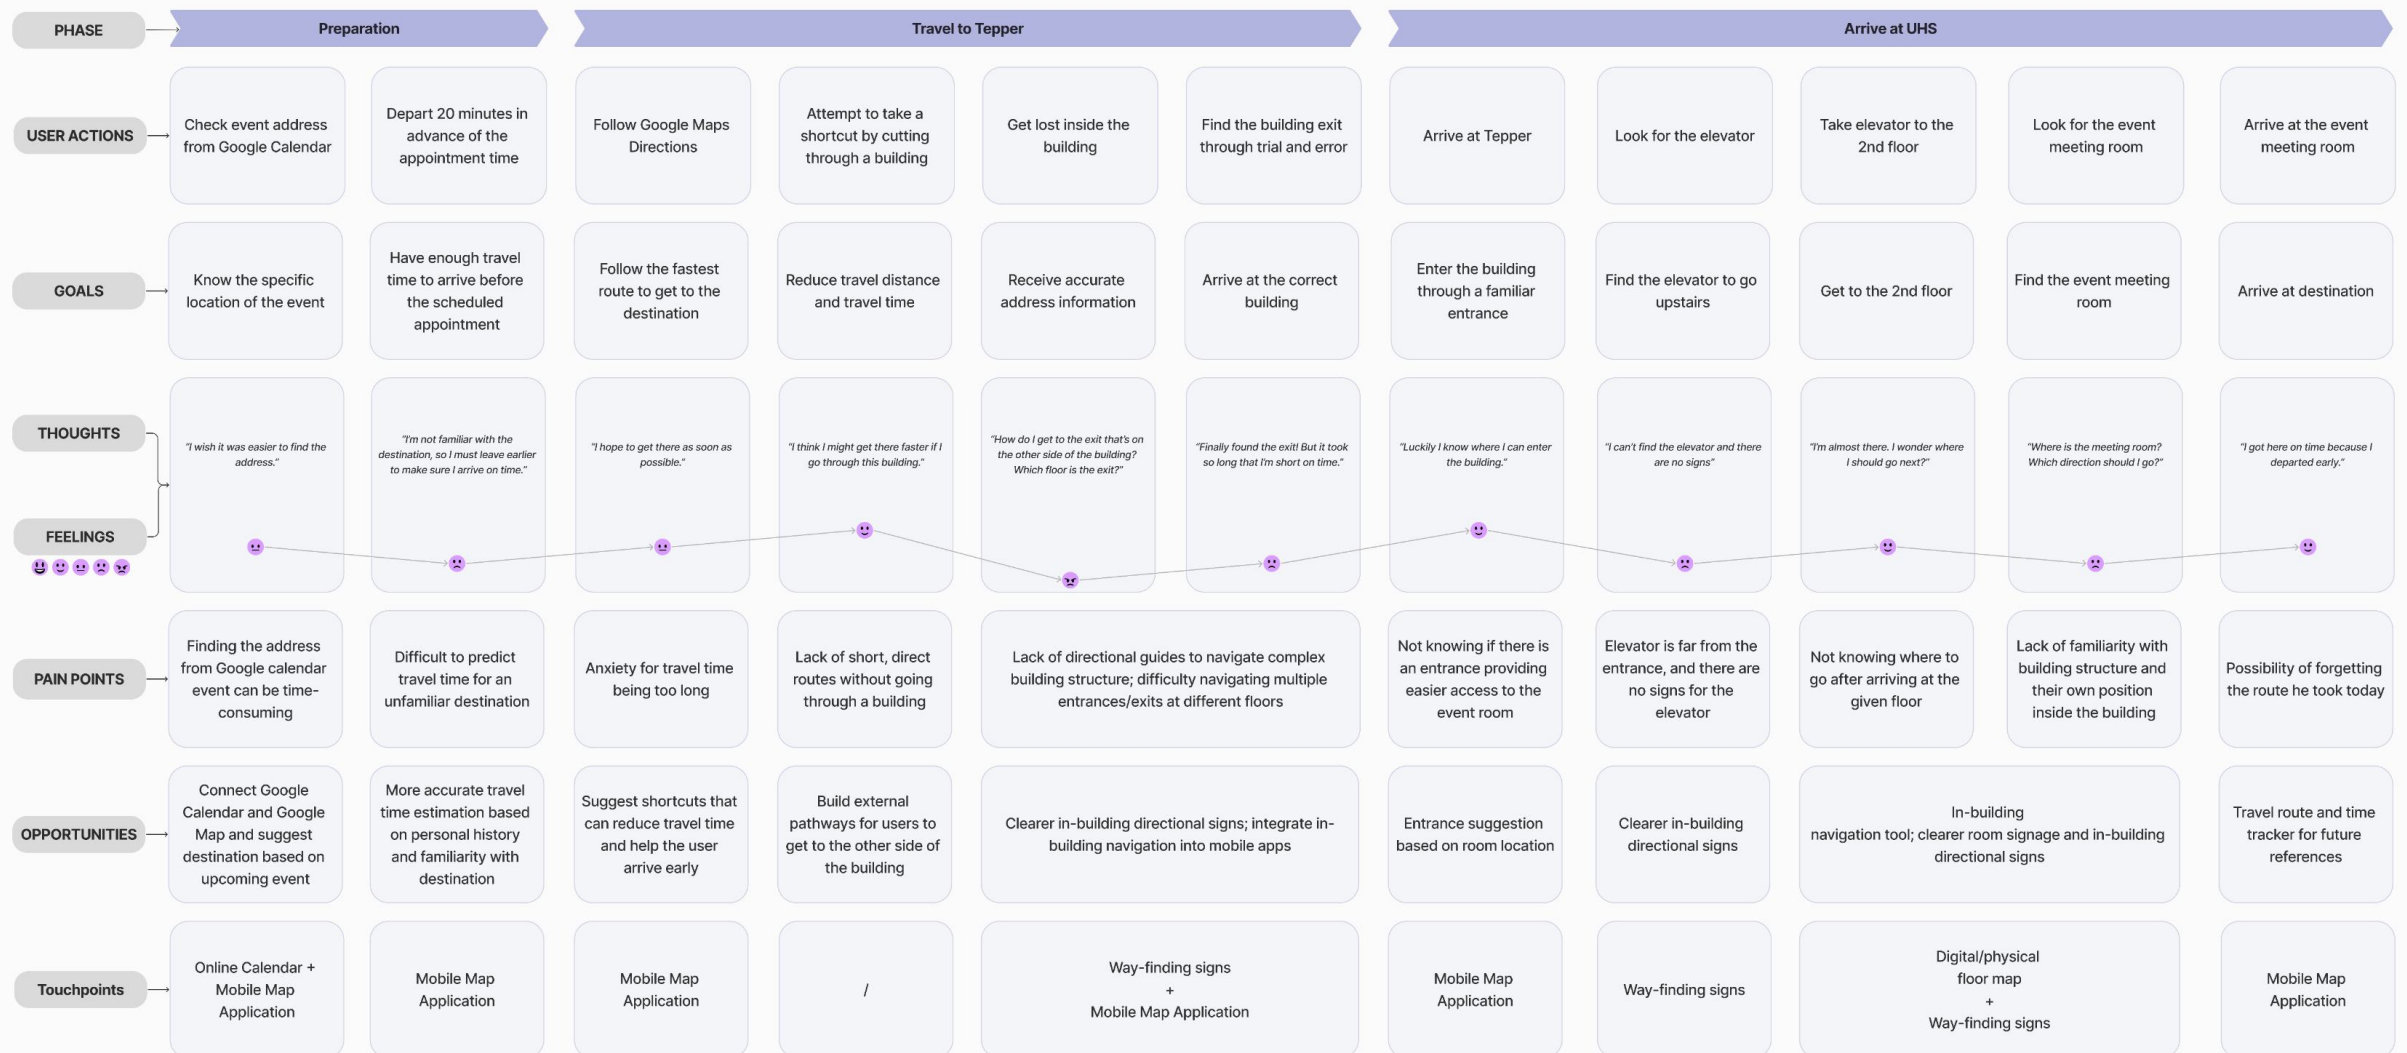 PHASE
Preparation
Travel to Tepper
Arrive at UHS
USER ACTIONS
Check event address
from Google Calendar
Depart 20 minutes in
advance of the
appointment time
Follow Google Maps
Directions
Attempt to take a
shortcut by cutting
through a building
Get lost inside the
building
Find the building exit
through trial and error
Arrive at Tepper
Look for the elevator
Take elevator to the
2nd floor
Look for the event
meeting room
Arrive at the event
meeting room
GOALS
Know the specific
location of the event
Have enough travel
time to arrive before
the scheduled
appointment
Follow the fastest
route to get to the
destination
Reduce travel distance
and travel time
Receive accurate
address information
Arrive at the correct
building
Enter the building
through a familiar
entrance
Find the elevator to go
upstairs
Get to the 2nd floor
Find the event meeting
room
Arrive at destination
THOUGHTS
FEELINGS
"I wish it was easier to find the
address."
"I'm not familiar with the
destination, so I must leave earlier
to make sure I arrive on time."
"I hope to get there as soon as
possible."
"I think I might get there faster if I
go through this building."
"How do I get to the exit that's on
the other side of the building?
Which floor is the exit?"
"Finally found the exit! But it took
so long that I'm short on time."
"Luckily I know where I can enter
the building."
"I can't find the elevator and there
are no signs"
"I'm almost there. I wonder where
I should go next?"
"Where is the meeting room?
Which direction should I go?"
"I got here on time because I
departed early."
PAIN POINTS
Finding the address
from Google calendar
event can be time-
consuming
Difficult to predict
travel time for an
unfamiliar destination
Anxiety for travel time
being too long
Lack of short, direct
routes without going
through a building
Lack of directional guides to navigate complex
building structure; difficulty navigating multiple
entrances/exits at different floors
Not knowing if there is
an entrance providing
easier access to the
event room
Elevator is far from the
entrance, and there are
no signs for the
elevator
Not knowing where to
go after arriving at the
given floor
Lack of familiarity with
building structure and
their own position
inside the building
Possibility of forgetting
the route he took today
OPPORTUNITIES
Connect Google
Calendar and Google
Map and suggest
destination based on
upcoming event
More accurate travel
time estimation based
on personal history
and familiarity with
destination
Suggest shortcuts that
can reduce travel time
and help the user
arrive early
Build external
pathways for users to
get to the other side of
the building
Clearer in-building directional signs; integrate in-
building navigation into mobile apps
Entrance suggestion
based on room location
Clearer in-building
directional signs
In-building
navigation tool; clearer room signage and in-building
directional signs
Travel route and time
tracker for future
references
Touchpoints
Online Calendar +
Mobile Map
Application
Mobile Map
Application
Mobile Map
Application
/
Way-finding signs
+
Mobile Map Application
Mobile Map
Application
Way-finding signs
Digital/physical
floor map
+
Way-finding signs
Mobile Map
Application